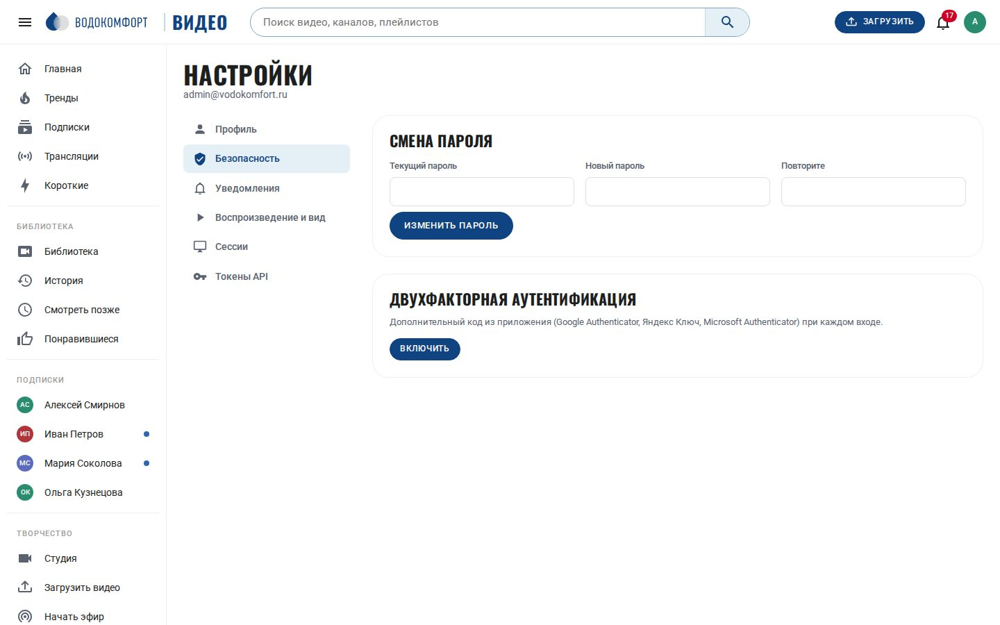 ВОДОКОМФОРТ
ВИДЕО
Поиск видео, каналов, плейлистов
ЗАГРУЗИТЬ
17
А
Главная
Тренды
Подписки
Трансляции
Короткие
БИБЛИОТЕКА
Библиотека
История
Смотреть позже
Понравившиеся
ПОДПИСКИ
АС Алексей Смирнов
ИП Иван Петров
МС Мария Соколова
ОК Ольга Кузнецова
ТВОРЧЕСТВО
Студия
Загрузить видео
Начать эфир
НАСТРОЙКИ
admin@vodokomfort.ru
Профиль
Безопасность
Уведомления
Воспроизведение и вид
Сессии
Токены API
СМЕНА ПАРОЛЯ
Текущий пароль
Новый пароль
Повторите
ИЗМЕНИТЬ ПАРОЛЬ
ДВУХФАКТОРНАЯ АУТЕНТИФИКАЦИЯ
Дополнительный код из приложения (Google Authenticator, Яндекс Ключ, Microsoft Authenticator) при каждом входе.
ВКЛЮЧИТЬ